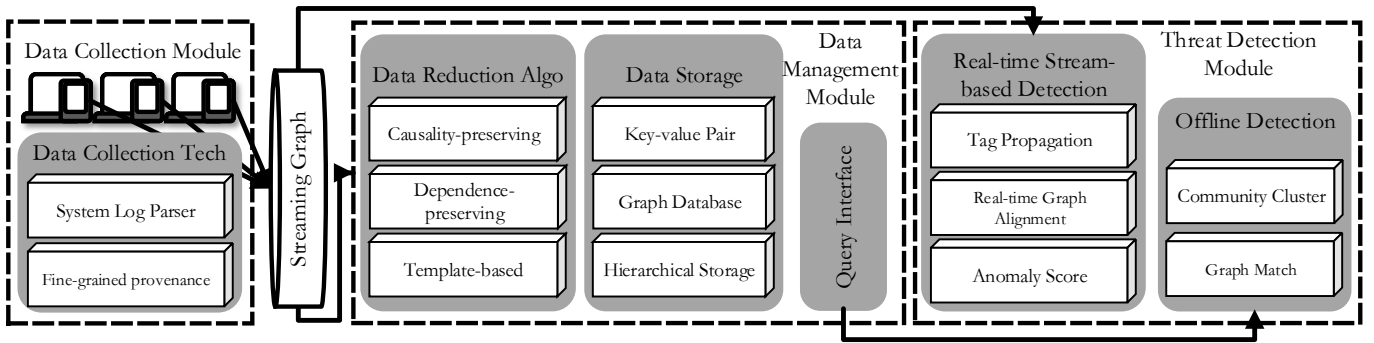 Data Collection Module
Data Collection Tech
System Log Parser
Fine-grained provenance
Streaming Graph
Data Reduction Algo
Causality-preserving
Dependence-
preserving
Template-based
Data Storage
Key-value Pair
Graph Database
Hierarchical Storage
Data
Management
Module
Query Interface
Real-time Stream-
based Detection
Tag Propagation
Real-time Graph
Alignment
Anomaly Score
Threat Detection
Module
Offline Detection
Community Cluster
Graph Match